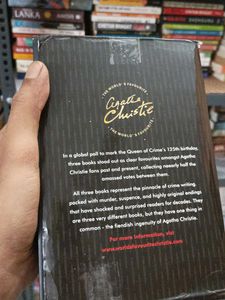 LANKA
THE WORLD'S FAVOURITE
Agatha
Christie
THE WORLD'S FAVOURITE
In a global poll to mark the Queen of Crime's 125th birthday,
three books stood out as clear favourites amongst Agatha
Christie fans past and present, collecting nearly half the
amassed votes between them.
All three books represent the pinnacle of crime writing,
packed with murder, suspense, and highly original endings
that have shocked and surprised readers for decades. They
are three very different books, but they have one thing in
common - the fiendish ingenuity of Agatha Christie.
For more information, visit
www.worldsfavouritechristie.com